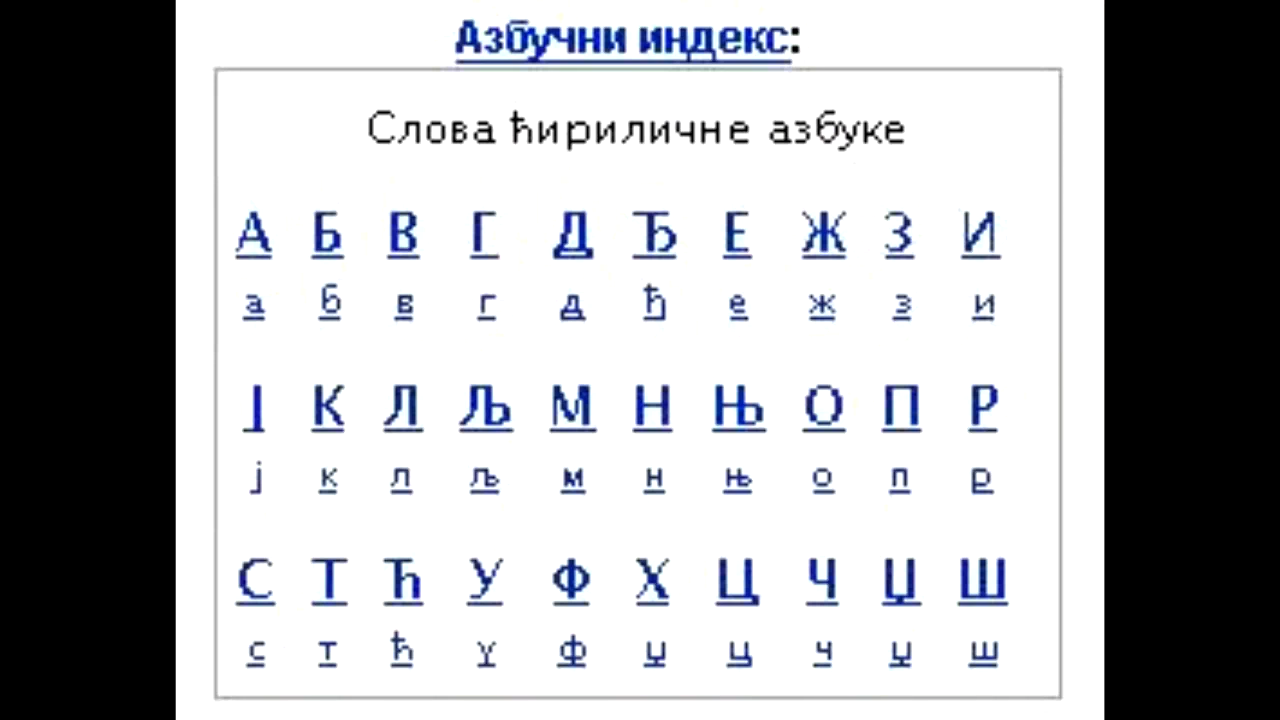 Азбучни индекс:
Слова ћириличне азбуке
А Б В Г Д Ђ Е Ж З И
а б в г д ђ е ж з и
Ј К Л Љ М Н Њ О П Р
ј к л љ м н њ о п р
С Т Ћ У Ф Х Ц Ч Џ Ш
с т ћ у ф џ ц ч џ ш